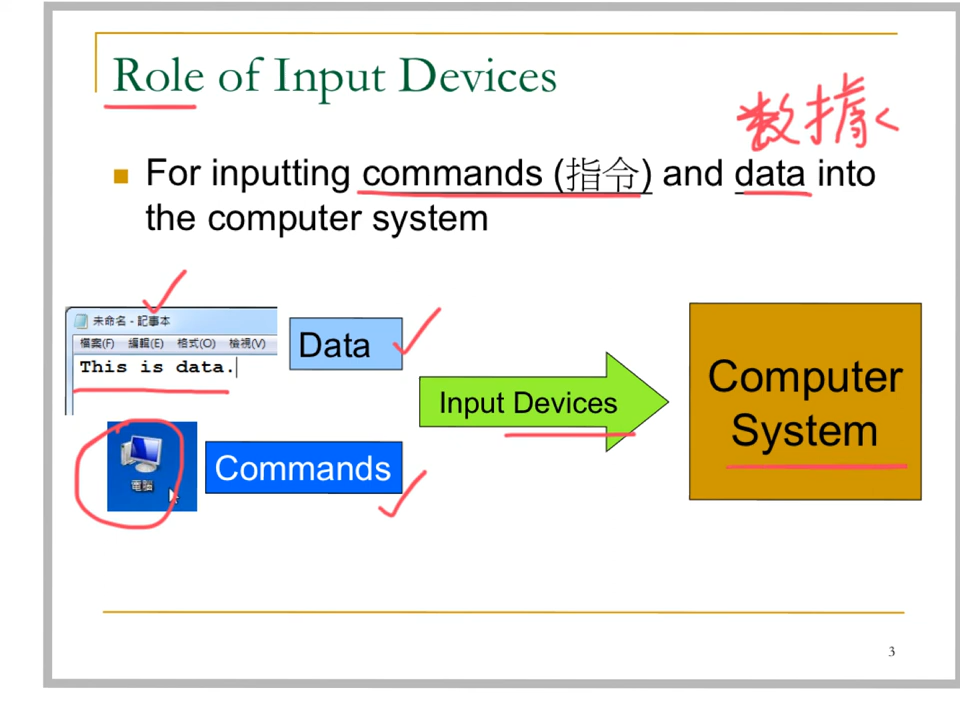 Role of Input Devices
数據
For inputting commands (指令) and data into
the computer system
未命名 - 記事本
檔案(F) 編輯(E) 格式(O) 檢視(V)
This is data.
Data
Input Devices
Computer
System
電腦
Commands
3